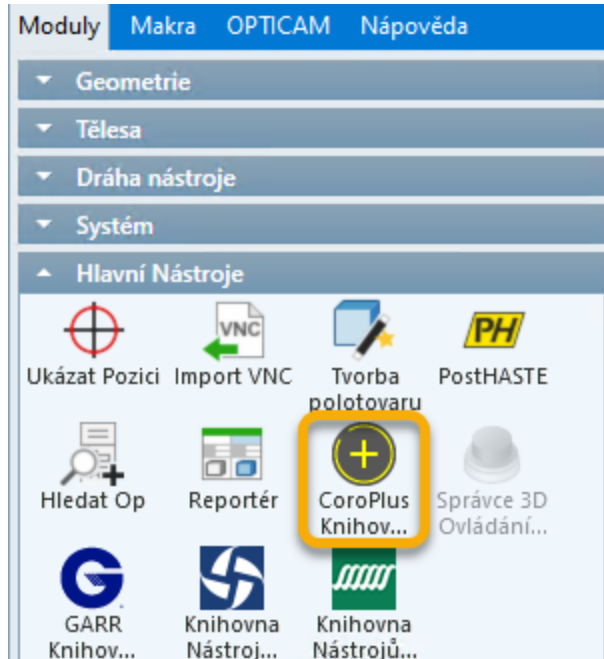 Moduly Makra OPTICAM Nápověda
Geometrie
Tělesa
Dráha nástroje
Systém
Hlavní Nástroje
VNC
PH
Ukázat Pozici Import VNC Tvorba polotovaru PostHASTE
Hledat Op Reportér CoroPlus Knihov... Správce 3D Ovládání...
G
GARR Knihov... Knihovna Nástroj... Knihovna Nástrojů...